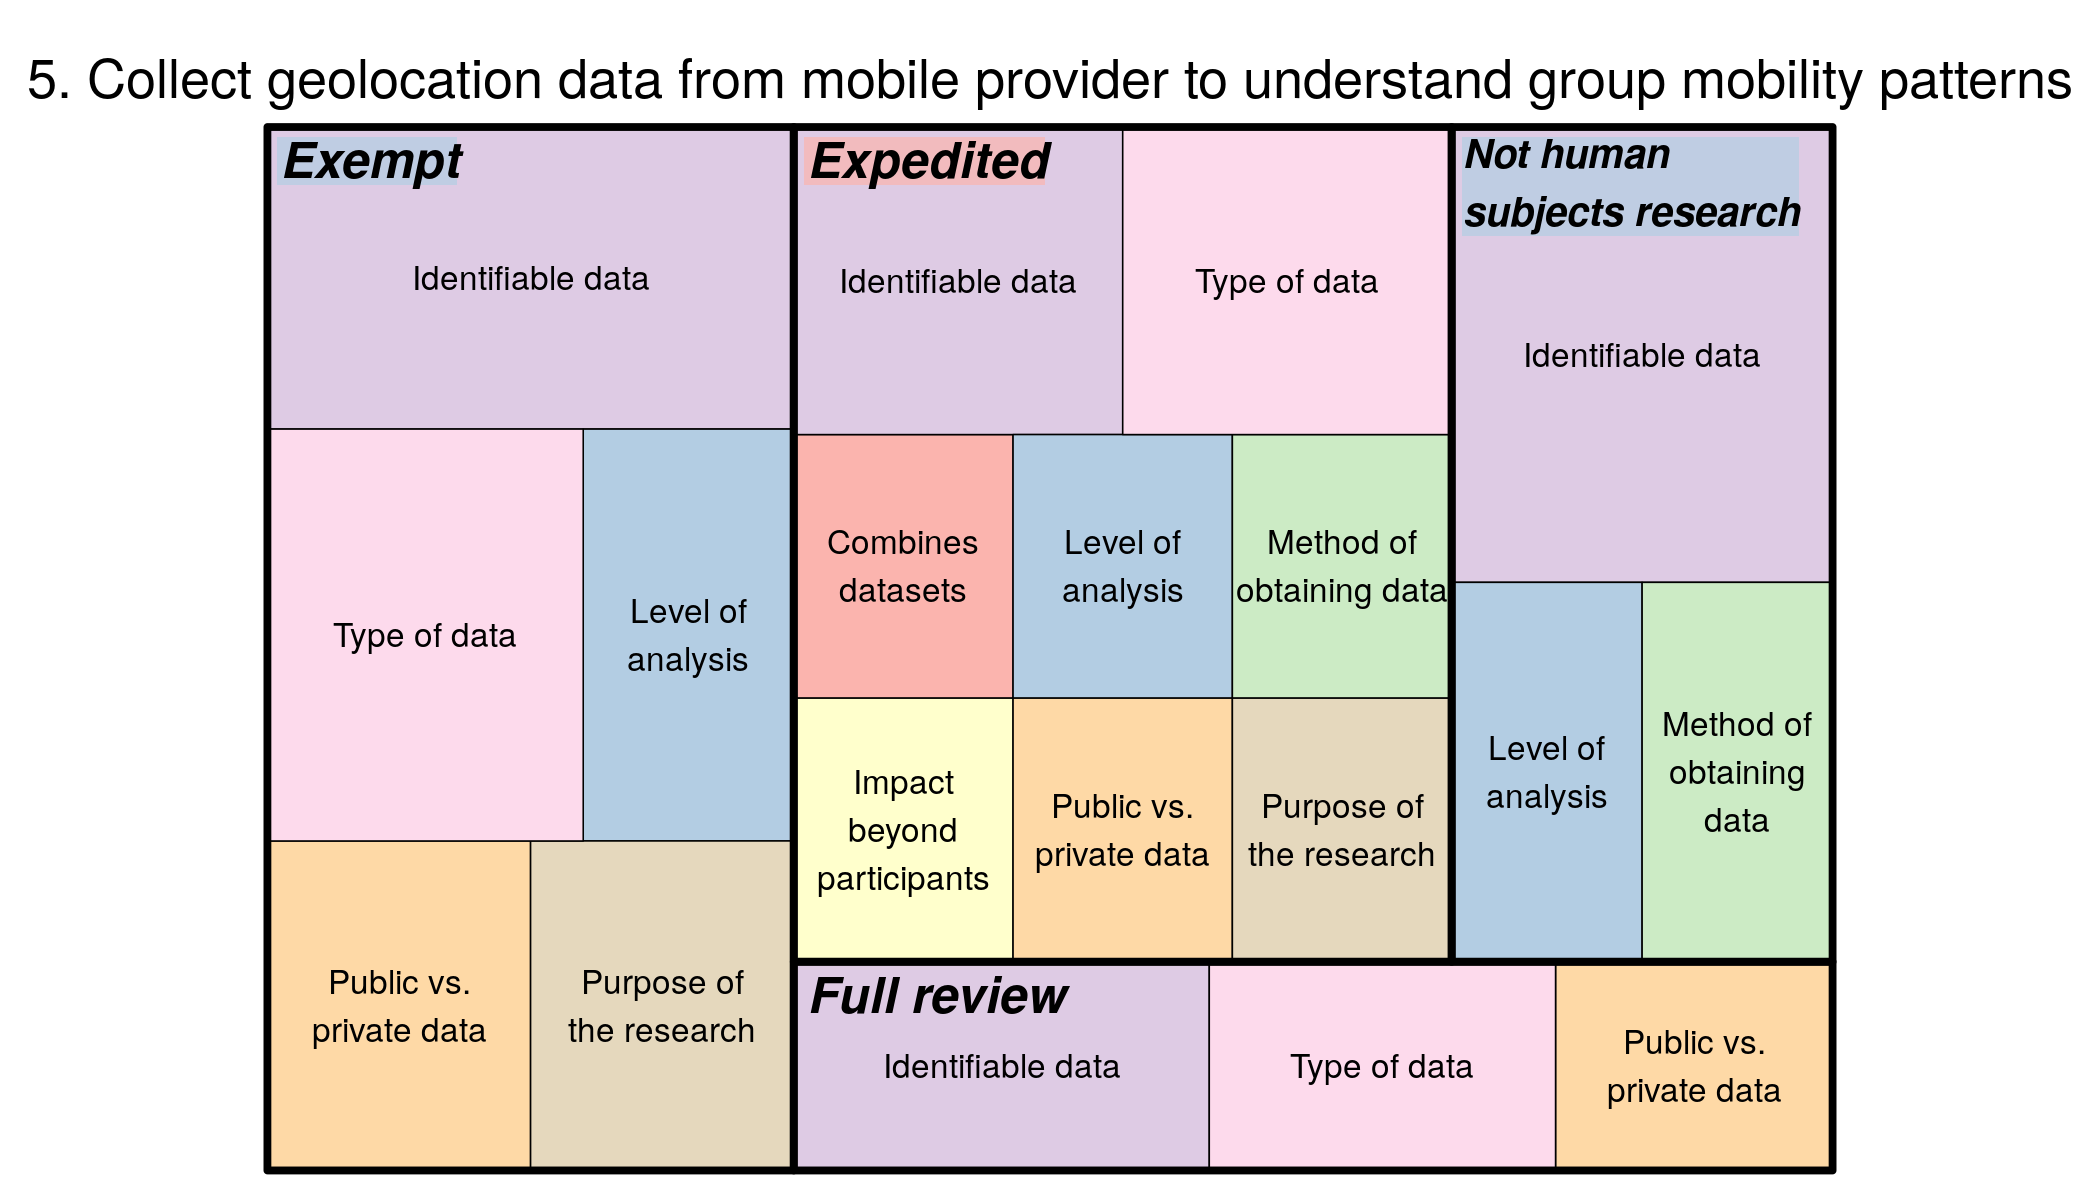 5. Collect geolocation data from mobile provider to understand group mobility patterns
Exempt
Identifiable data
Type of data
Level of
analysis
Public vs.
private data
Purpose of
the research
Expedited
Identifiable data
Type of data
Combines
datasets
Level of
analysis
Method of
obtaining data
Impact
beyond
participants
Public vs.
private data
Purpose of
the research
Not human
subjects research
Identifiable data
Level of
analysis
Method of
obtaining
data
Full review
Identifiable data
Type of data
Public vs.
private data